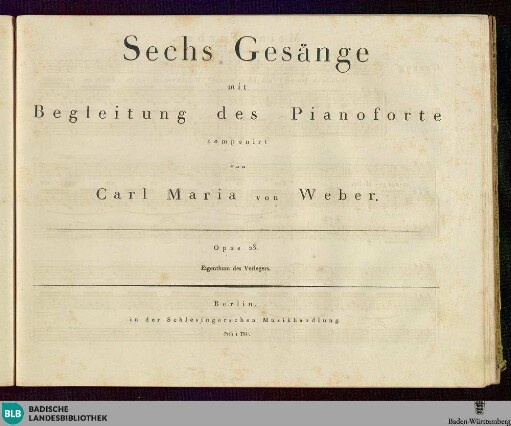 Sechs Gesänge
mit
Begleitung des Pianoforte
componirt
von
Carl Maria von Weber.
Opus 23.
Eigenthum des Verlegers.
Berlin,
in der Schlesingerschen Musikhandlung
BLB BADISCHE
LANDESBIBLIOTHEK
Baden-Württemberg